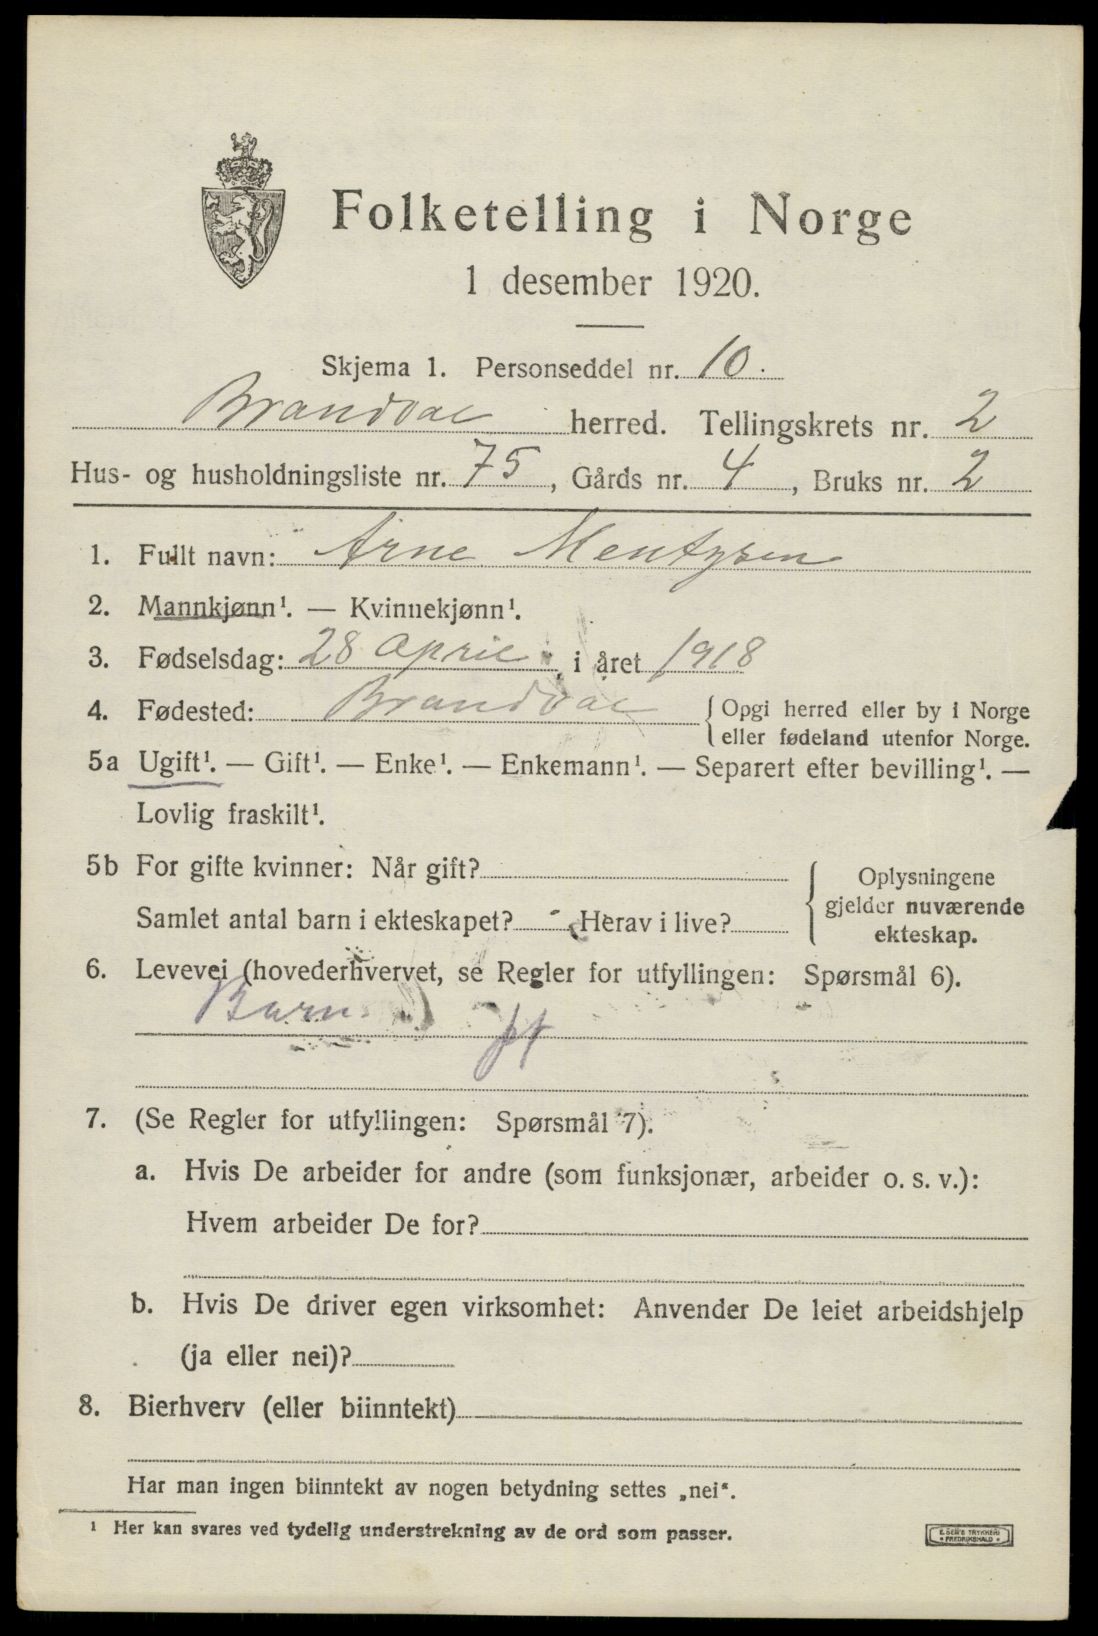 Folketelling i Norge
1 desember 1920.
Skjema 1. Personseddel nr. 10.
Brandval herred. Tellingskrets nr. 2
Hus- og husholdningsliste nr. 75, Gårds nr. 4, Bruks nr. 2
1. Fullt navn: Arne Mentzsen
2. Mannkjønn¹. — Kvinnekjønn¹.
3. Fødselsdag: 28 April, i året 1918
4. Fødested: Brandval {Opgi herred eller by i Norge
eller fødeland utenfor Norge.
5a Ugift¹. — Gift¹. — Enke¹. — Enkemann¹. — Separert efter bevilling¹. —
Lovlig fraskilt¹.
5b For gifte kvinner: Når gift?
Samlet antal barn i ekteskapet? Herav i live?
Oplysningene
gjelder nuværende
ekteskap.
6. Levevei (hovederhvervet, se Regler for utfyllingen: Spørsmål 6).
Barn
7. (Se Regler for utfyllingen: Spørsmål 7).
a. Hvis De arbeider for andre (som funksjonær, arbeider o. s. v.):
Hvem arbeider De for?
b. Hvis De driver egen virksomhet: Anvender De leiet arbeidshjelp
(ja eller nei)?
8. Bierhverv (eller biinntekt)
Har man ingen biinntekt av nogen betydning settes „nei“.
¹ Her kan svares ved tydelig understrekning av de ord som passer.
E. SEM'S TRYKKERI
• FREDRIKSHALD •